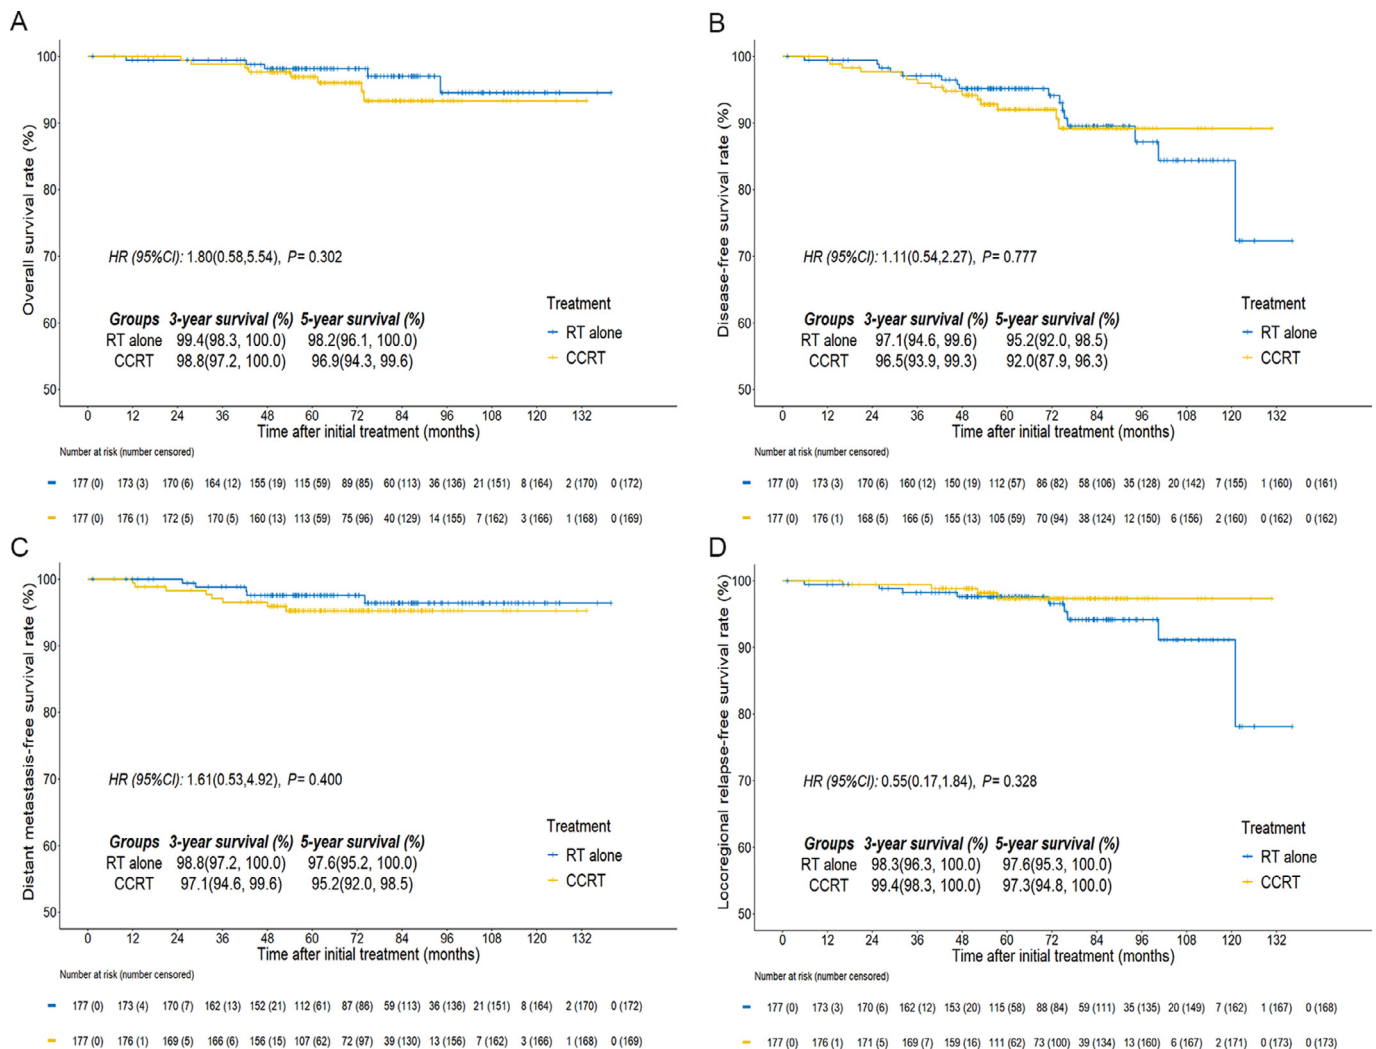 A
Overall survival rate (%)
100
90
80
70
60
50
HR (95%CI): 1.80(0.58,5.54), P= 0.302
Groups 3-year survival (%) 5-year survival (%)
RT alone 99.4(98.3, 100.0) 98.2(96.1, 100.0)
CCRT 98.8(97.2, 100.0) 96.9(94.3, 99.6)
Treatment
RT alone
CCRT
0 12 24 36 48 60 72 84 96 108 120 132
Time after initial treatment (months)
Number at risk (number censored)
177 (0) 173 (3) 170 (6) 164 (12) 155 (19) 115 (59) 89 (85) 60 (113) 36 (136) 21 (151) 8 (164) 2 (170) 0 (172)
177 (0) 176 (1) 172 (5) 170 (5) 160 (13) 113 (59) 75 (96) 40 (129) 14 (155) 7 (162) 3 (166) 1 (168) 0 (169)
B
Disease-free survival rate (%)
100
90
80
70
60
50
HR (95%CI): 1.11(0.54,2.27), P= 0.777
Groups 3-year survival (%) 5-year survival (%)
RT alone 97.1(94.6, 99.6) 95.2(92.0, 98.5)
CCRT 96.5(93.9, 99.3) 92.0(87.9, 96.3)
Treatment
RT alone
CCRT
0 12 24 36 48 60 72 84 96 108 120 132
Time after initial treatment (months)
Number at risk (number censored)
177 (0) 173 (3) 170 (6) 160 (12) 150 (19) 112 (57) 86 (82) 58 (106) 35 (128) 20 (142) 7 (155) 1 (160) 0 (161)
177 (0) 176 (1) 168 (5) 166 (5) 155 (13) 105 (59) 70 (94) 38 (124) 12 (150) 6 (156) 2 (160) 0 (162) 0 (162)
C
Distant metastasis-free survival rate (%)
100
90
80
70
60
50
HR (95%CI): 1.61(0.53,4.92), P= 0.400
Groups 3-year survival (%) 5-year survival (%)
RT alone 98.8(97.2, 100.0) 97.6(95.2, 100.0)
CCRT 97.1(94.6, 99.6) 95.2(92.0, 98.5)
Treatment
RT alone
CCRT
0 12 24 36 48 60 72 84 96 108 120 132
Time after initial treatment (months)
Number at risk (number censored)
177 (0) 173 (4) 170 (7) 162 (13) 152 (21) 112 (61) 87 (86) 59 (113) 36 (136) 21 (151) 8 (164) 2 (170) 0 (172)
177 (0) 176 (1) 169 (5) 166 (6) 156 (15) 107 (62) 72 (97) 39 (130) 13 (156) 7 (162) 3 (166) 1 (168) 0 (169)
D
Locoregional relapse-free survival rate (%)
100
90
80
70
60
50
HR (95%CI): 0.55(0.17,1.84), P= 0.328
Groups 3-year survival (%) 5-year survival (%)
RT alone 98.3(96.3, 100.0) 97.6(95.3, 100.0)
CCRT 99.4(98.3, 100.0) 97.3(94.8, 100.0)
Treatment
RT alone
CCRT
0 12 24 36 48 60 72 84 96 108 120 132
Time after initial treatment (months)
Number at risk (number censored)
177 (0) 173 (3) 170 (6) 162 (12) 153 (20) 115 (58) 88 (84) 59 (111) 35 (135) 20 (149) 7 (162) 1 (167) 0 (168)
177 (0) 176 (1) 171 (5) 169 (7) 159 (16) 111 (62) 73 (100) 39 (134) 13 (160) 6 (167) 2 (171) 0 (173) 0 (173)